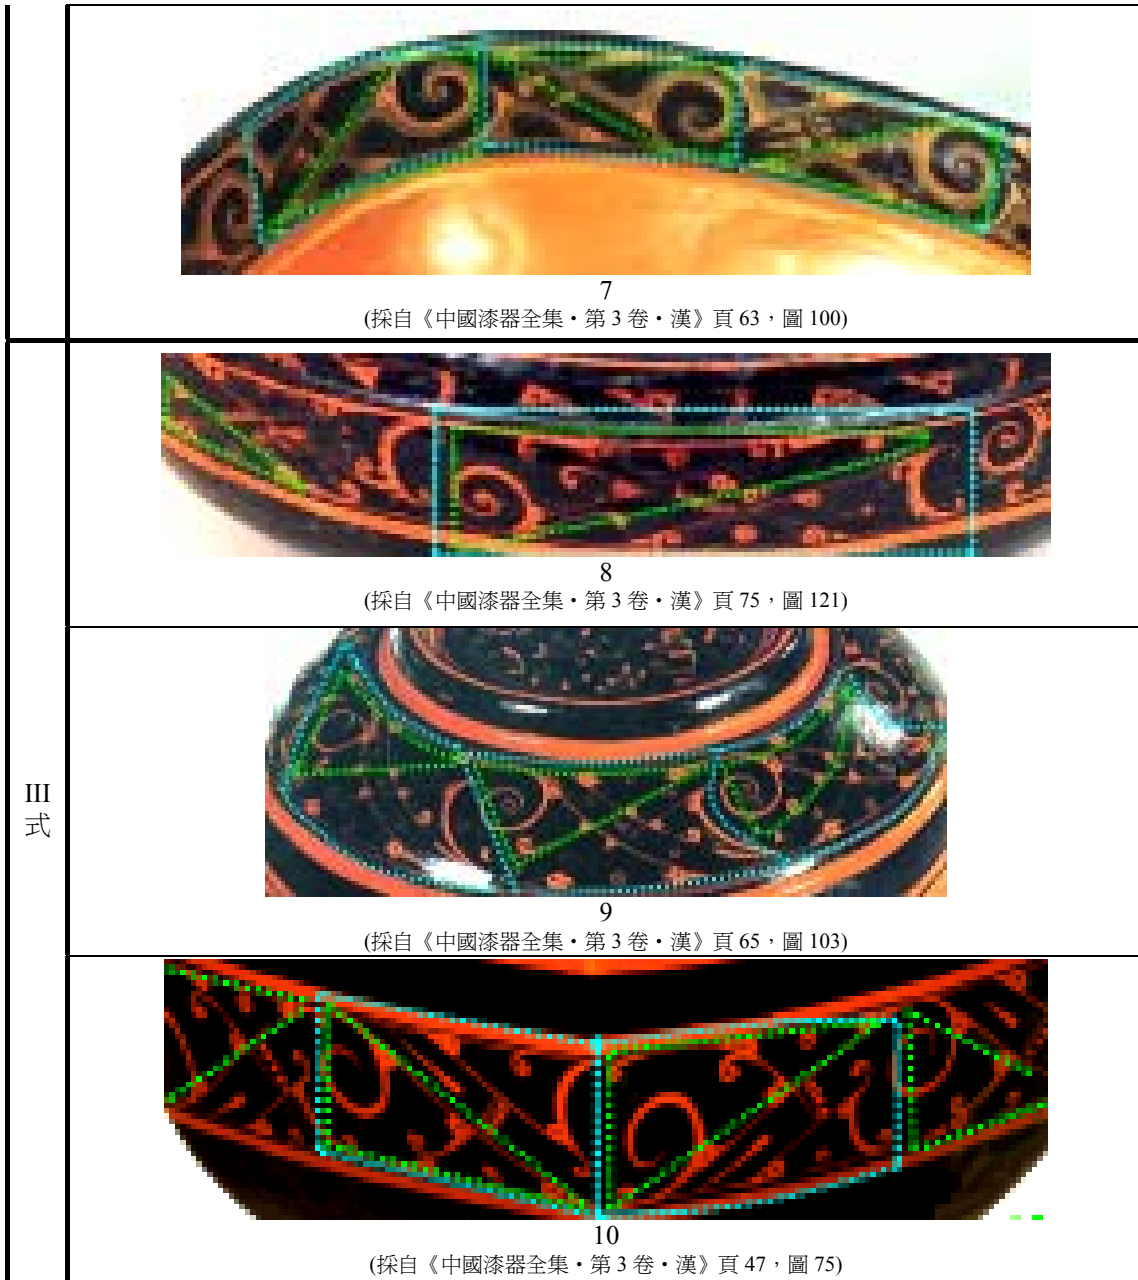 7
(採自《中國漆器全集‧第 3 卷‧漢》頁 63，圖 100)
8
(採自《中國漆器全集‧第 3 卷‧漢》頁 75，圖 121)
III
式
9
(採自《中國漆器全集‧第 3 卷‧漢》頁 65，圖 103)
10
(採自《中國漆器全集‧第 3 卷‧漢》頁 47，圖 75)